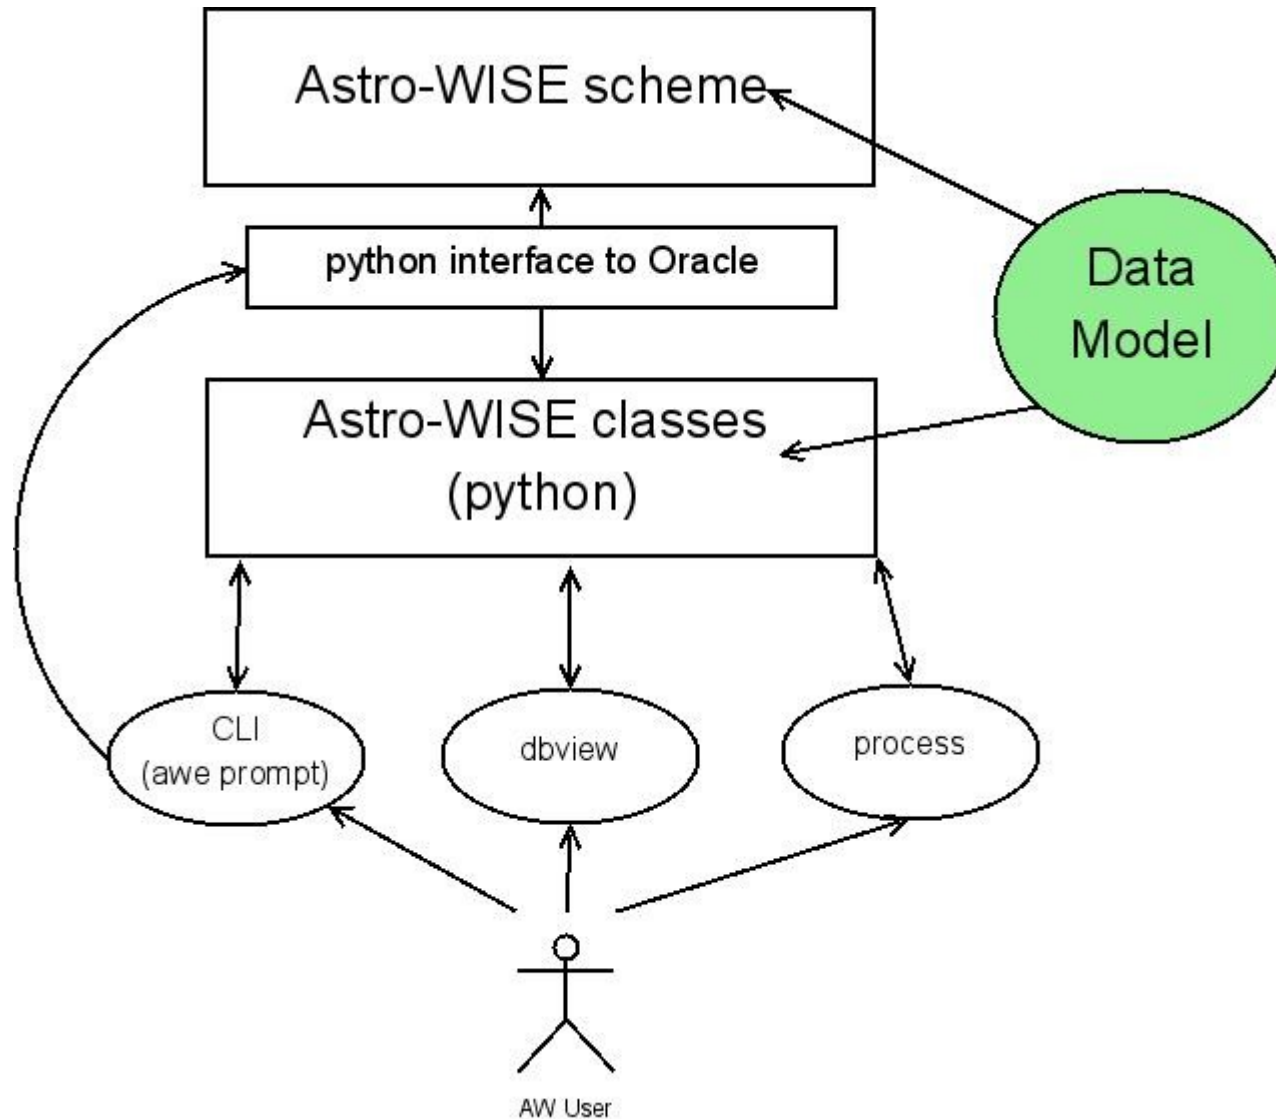 Astro-WISE scheme
python interface to Oracle
Data
Model
Astro-WISE classes
(python)
CLI
(awe prompt)
dbview
process
AW User